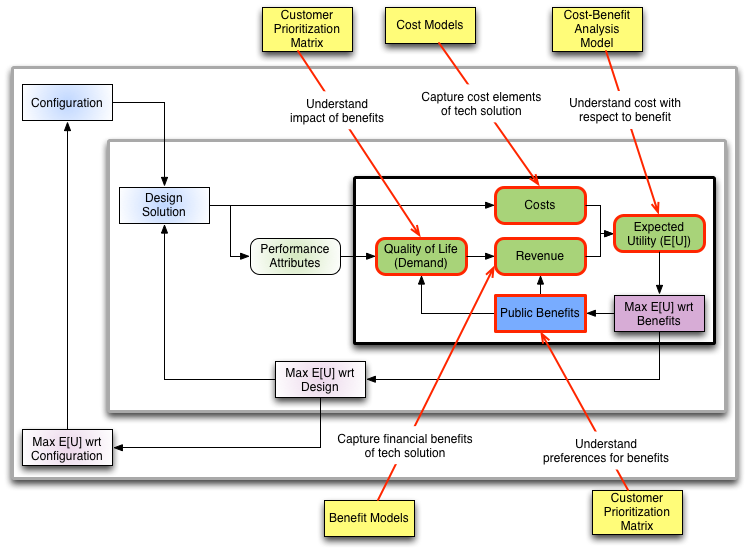 Customer
Prioritization
Matrix
Cost Models
Cost-Benefit
Analysis
Model
Configuration
Understand
impact of benefits
Capture cost elements
of tech solution
Understand cost with
respect to benefit
Design
Solution
Costs
Expected
Utility (E[U])
Performance
Attributes
Quality of Life
(Demand)
Revenue
Public Benefits
Max E[U] wrt
Benefits
Max E[U] wrt
Design
Max E[U] wrt
Configuration
Capture financial benefits
of tech solution
Understand
preferences for benefits
Benefit Models
Customer
Prioritization
Matrix